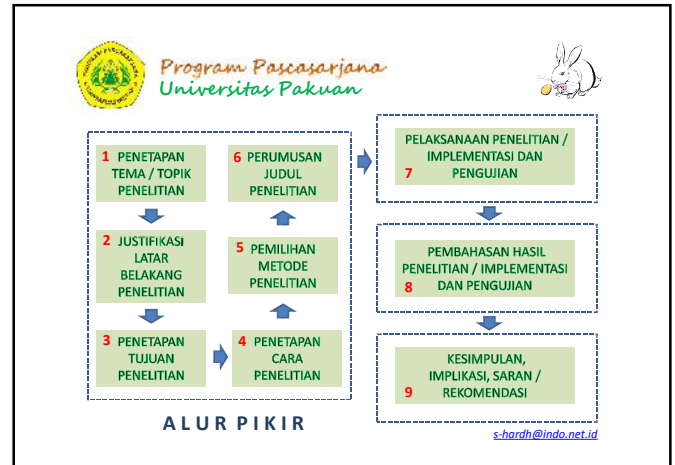 Program Pascasarjana
Universitas Pakuan
1 PENETAPAN
TEMA / TOPIK
PENELITIAN
2 JUSTIFIKASI
LATAR
BELAKANG
PENELITIAN
3 PENETAPAN
TUJUAN
PENELITIAN
4 PENETAPAN
CARA
PENELITIAN
5 PEMILIHAN
METODE
PENELITIAN
6 PERUMUSAN
JUDUL
PENELITIAN
ALUR PIKIR
PELAKSANAAN PENELITIAN /
IMPLEMENTASI DAN
7 PENGUJIAN
PEMBAHASAN HASIL
PENELITIAN / IMPLEMENTASI
8 DAN PENGUJIAN
KESIMPULAN,
IMPLIKASI, SARAN /
9 REKOMENDASI
s-hardh@indo.net.id